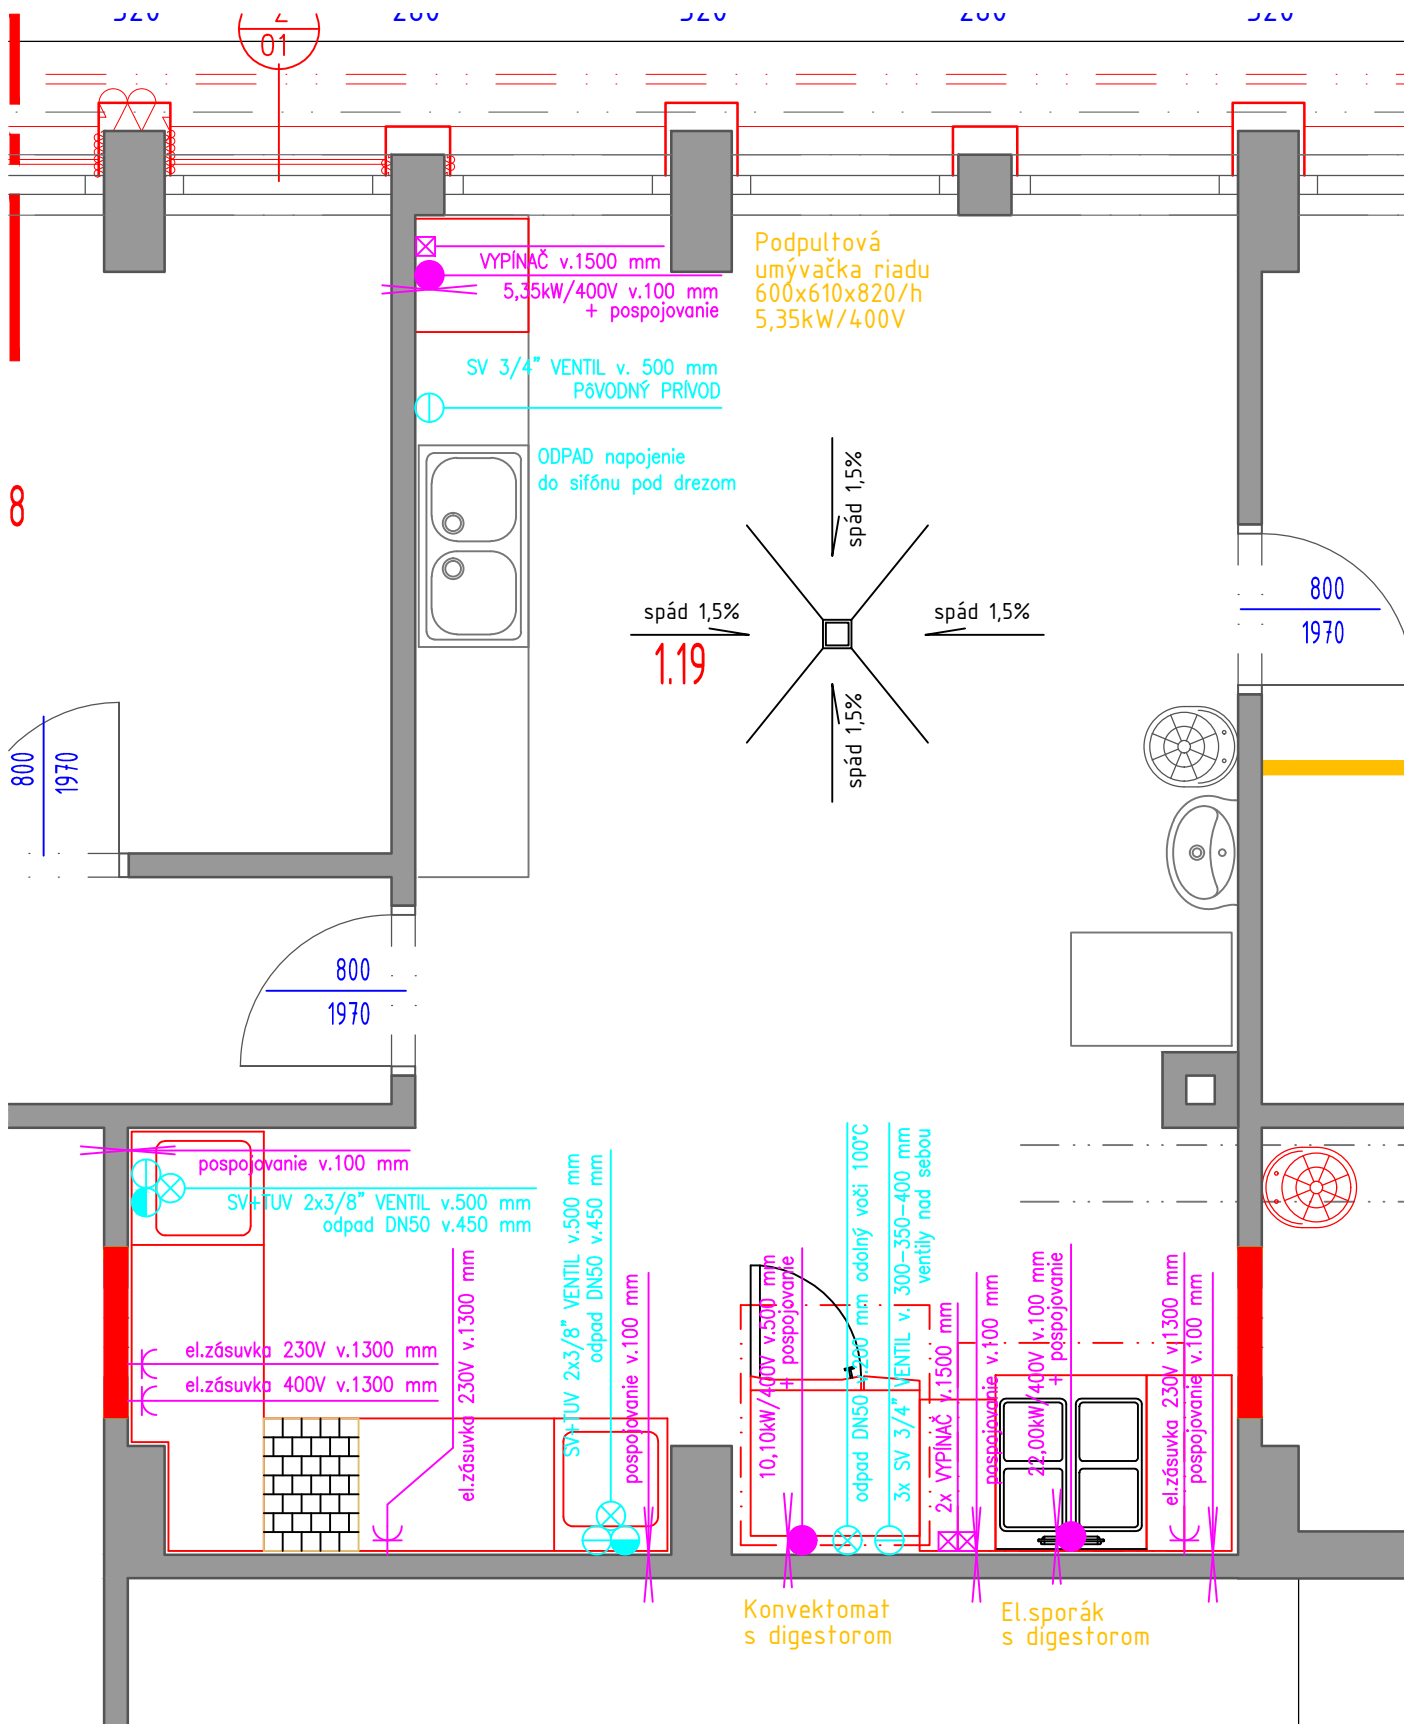 01
VYPÍNAČ v.1500 mm
5,35kW/400V v.100 mm
+ pospojovanie
Podpultová
umývačka riadu
600x610x820/h
5,35kW/400V
SV 3/4” VENTIL v. 500 mm
PôVODNÝ PRÍVOD
ODPAD napojenie
do sifónu pod drezom
8
spád 1,5%
spád 1,5%
spád 1,5%
spád 1,5%
1.19
800
1970
800
1970
800
1970
pospojovanie v.100 mm
SV+TUV 2x3/8” VENTIL v.500 mm
odpad DN50 v.450 mm
el.zásuvka 230V v.1300 mm
el.zásuvka 400V v.1300 mm
el.zásuvka 230V v.1300 mm
SV+TUV 2x3/8” VENTIL v.500 mm
odpad DN50 v.450 mm
pospojovanie v.100 mm
10,10kW/400V v.500 mm
+ pospojovanie
odpad DN50 v.200 mm odolný voči 100°C
3x SV 3/4” VENTIL v. 300-350-400 mm
ventily nad sebou
2x VYPÍNAČ v.1500 mm
pospojovanie v.100 mm
22,00kW/400V v.100 mm
+ pospojovanie
el.zásuvka 230V v1300 mm
pospojovanie v.100 mm
Konvektomat
s digestorom
El.sporák
s digestorom